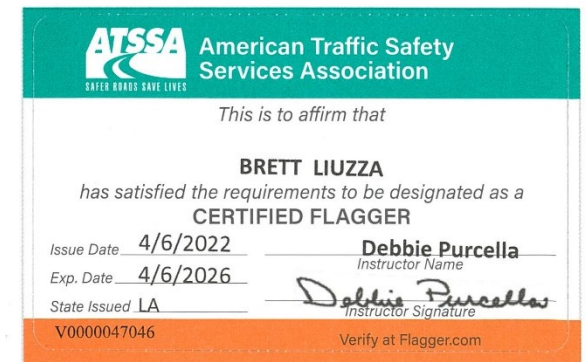 ATSSA
SAFER ROADS SAVE LIVES
American Traffic Safety
Services Association
This is to affirm that
BRETT LIUZZA
has satisfied the requirements to be designated as a
CERTIFIED FLAGGER
Issue Date 4/6/2022
Debbie Purcella
Instructor Name
Exp. Date 4/6/2026
Debbie Purcella
Instructor Signature
State Issued LA
V0000047046
Verify at Flagger.com